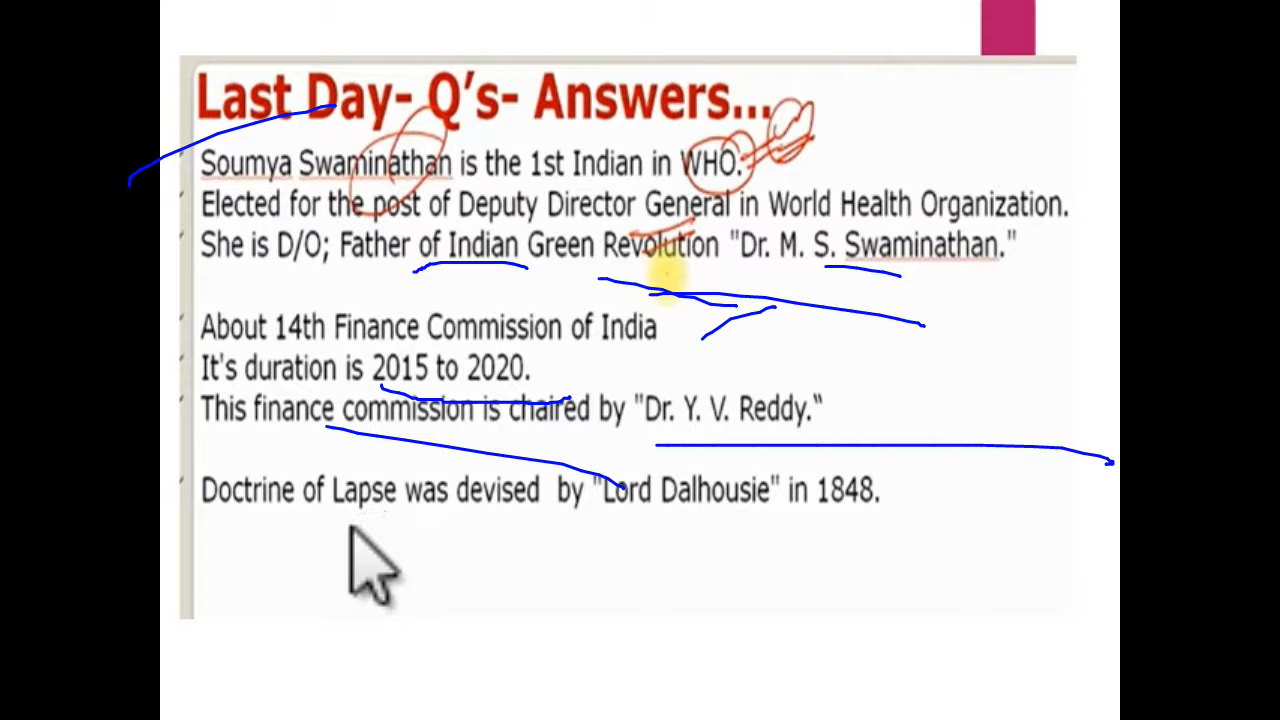 Last Day- Q's- Answers...
Soumya Swaminathan is the 1st Indian in WHO.
Elected for the post of Deputy Director General in World Health Organization.
She is D/O; Father of Indian Green Revolution "Dr. M. S. Swaminathan."
About 14th Finance Commission of India
It's duration is 2015 to 2020.
This finance commission is chaired by "Dr. Y. V. Reddy."
Doctrine of Lapse was devised by "Lord Dalhousie" in 1848.